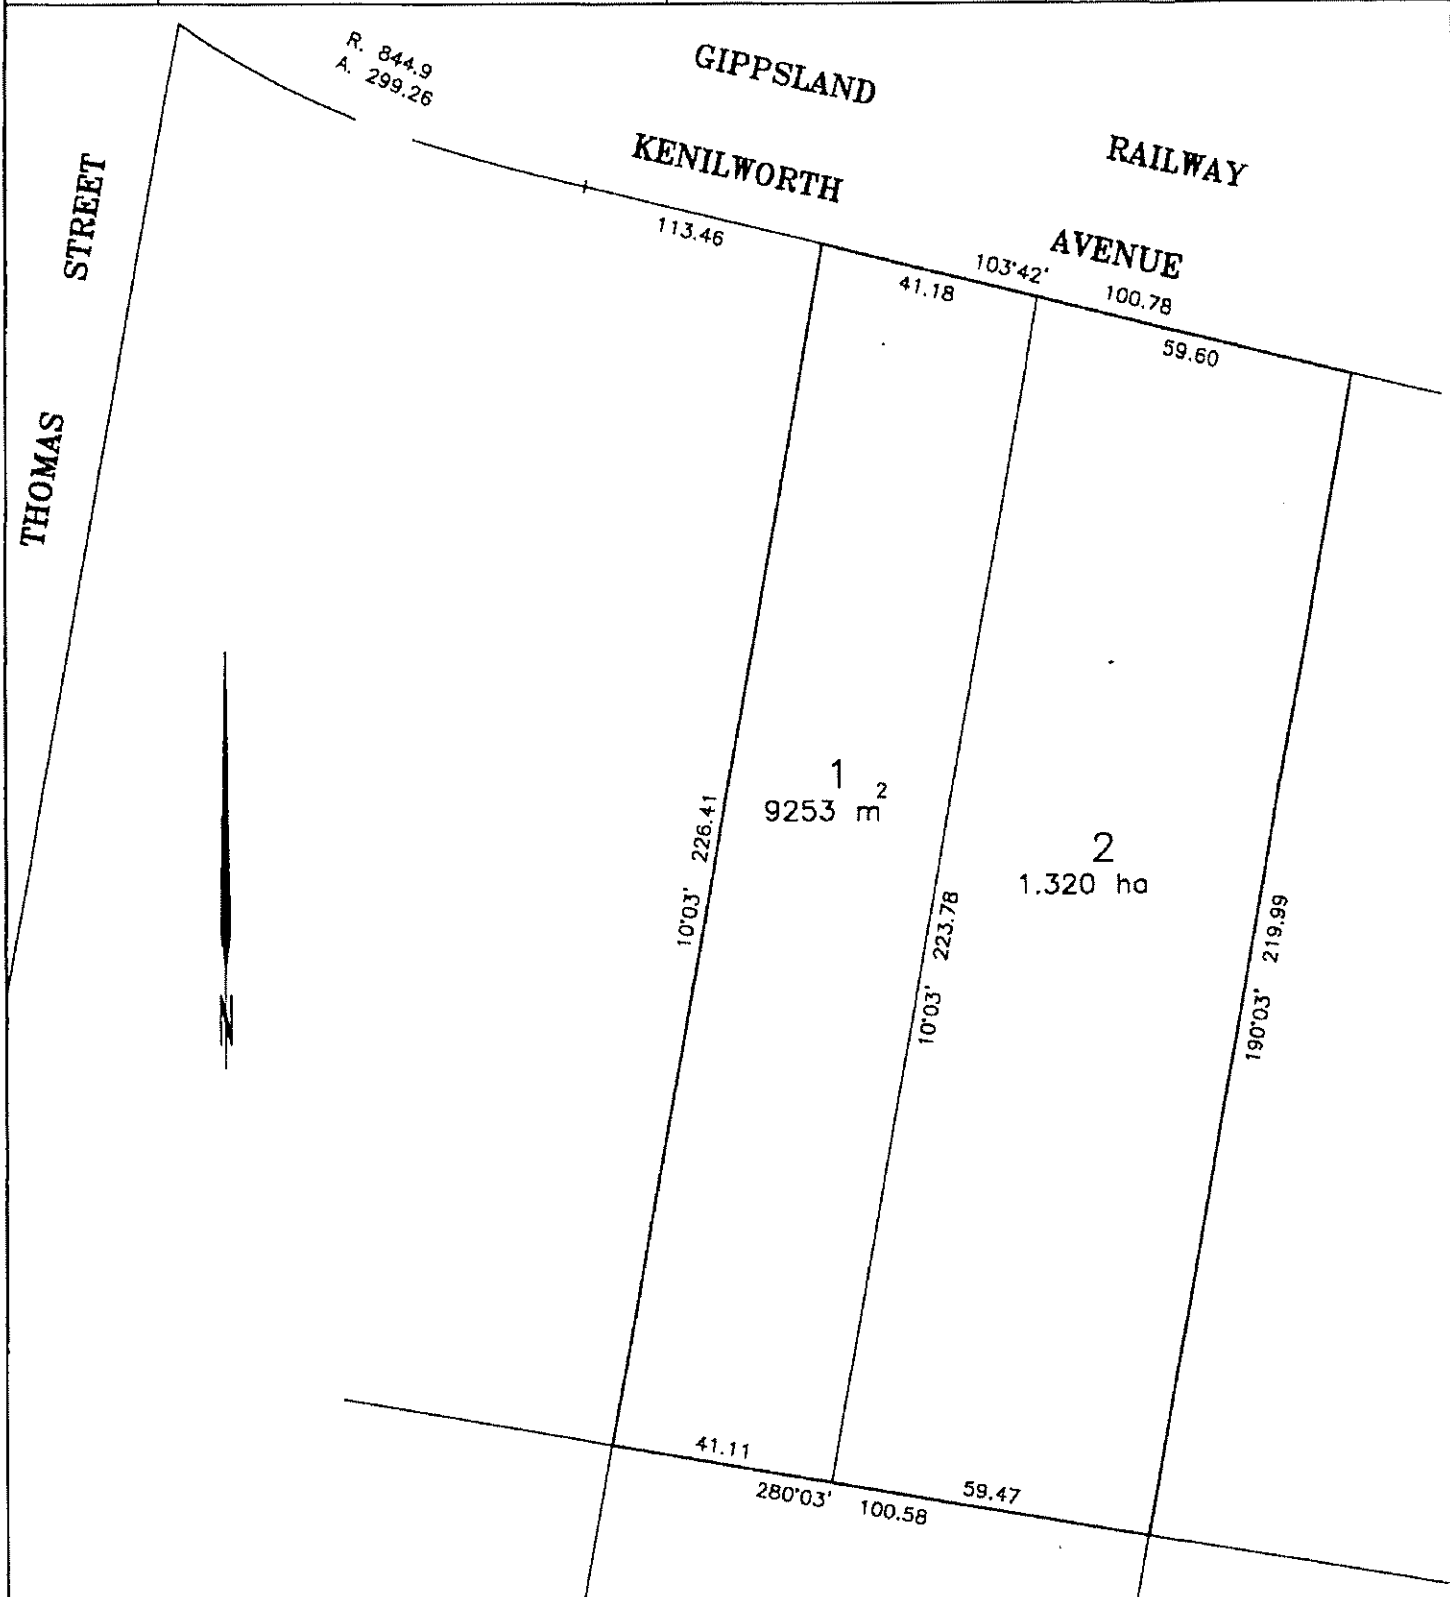 R. 844.9
A. 299.26
GIPPSLAND
RAILWAY
KENILWORTH
AVENUE
THOMAS STREET
113.46
103°42'
41.18
100.78
59.60
1
9253 m²
2
1.320 ha
10°03' 226.41
10°03' 223.78
190°03' 219.99
N
41.11
280°03' 100.58
59.47